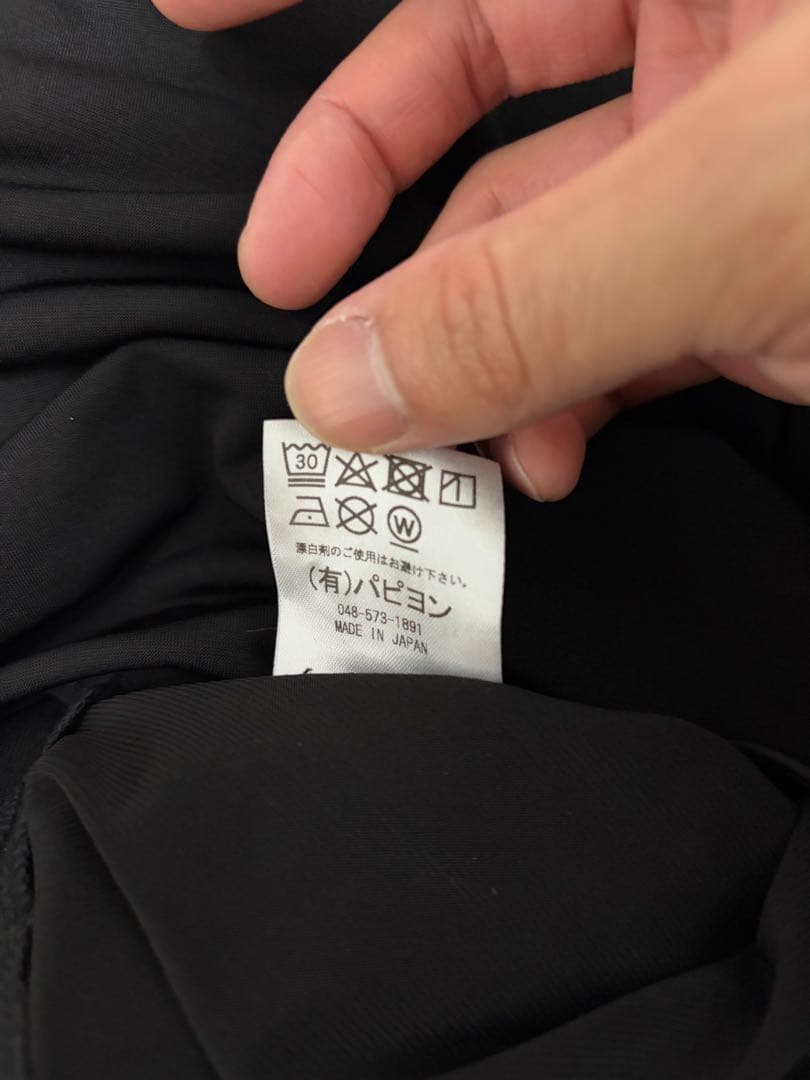 30
W
漂白剤のご使用はお避け下さい。
(有)パピヨン
048-573-1891
MADE IN JAPAN